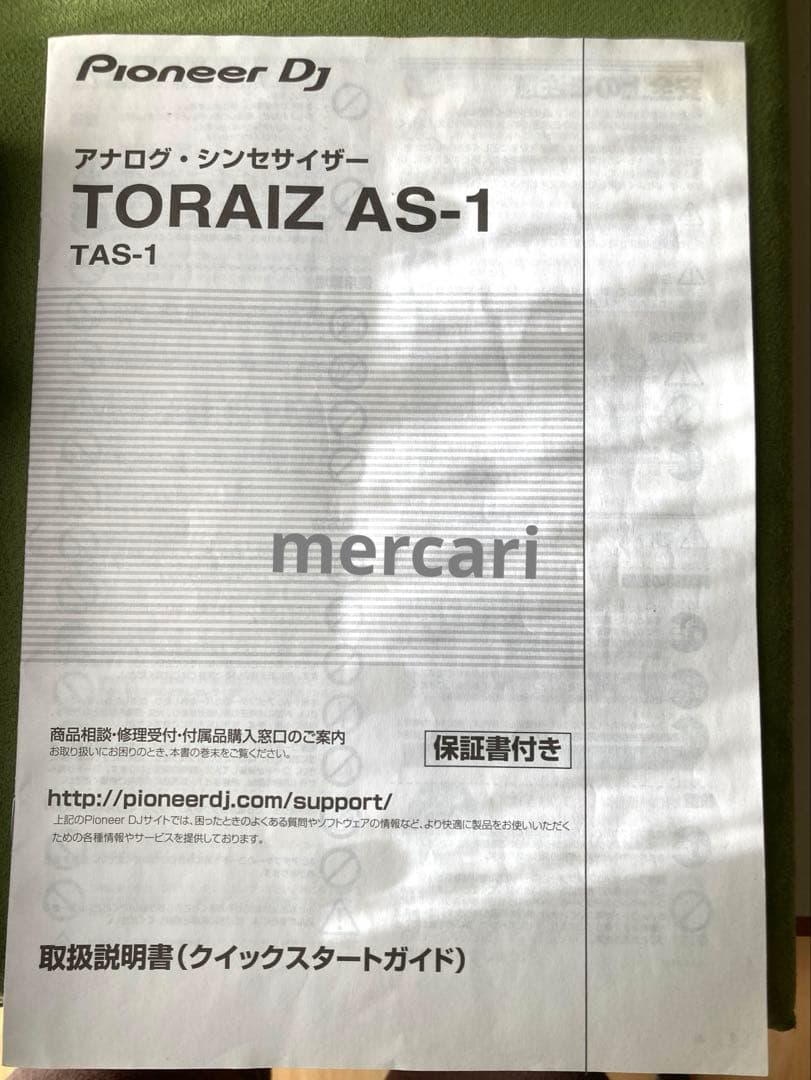 Pioneer Dj
アナログ・シンセサイザー
TORAIZ AS-1
TAS-1
mercari
商品相談・修理受付・付属品購入窓口のご案内
お取り扱いにお困りのとき、本書の巻末をご覧ください。
保証書付き
http://pioneerdj.com/support/
上記のPioneer DJサイトでは、困ったときのよくある質問やソフトウェアの情報など、より快適に製品をお使いいただく
ための各種情報やサービスを提供しております。
取扱説明書(クイックスタートガイド)